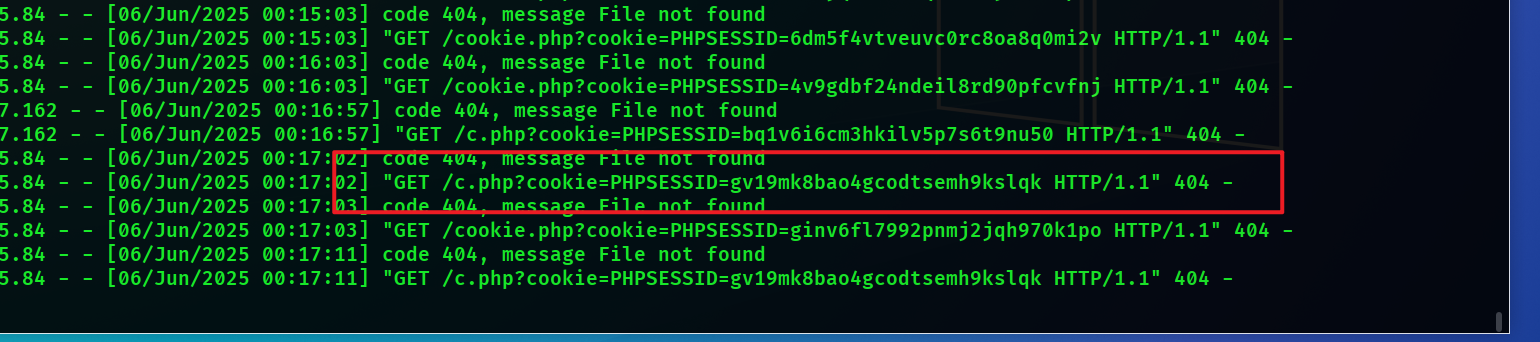 5.84 - - [06/Jun/2025 00:15:03] code 404, message File not found
5.84 - - [06/Jun/2025 00:15:03] "GET /cookie.php?cookie=PHPSESSID=6dm5f4vtveuvc0rc8oa8q0mi2v HTTP/1.1" 404 -
5.84 - - [06/Jun/2025 00:16:03] code 404, message File not found
5.84 - - [06/Jun/2025 00:16:03] "GET /cookie.php?cookie=PHPSESSID=4v9gdbf24ndeil8rd90pfcvfnj HTTP/1.1" 404 -
7.162 - - [06/Jun/2025 00:16:57] code 404, message File not found
7.162 - - [06/Jun/2025 00:16:57] "GET /c.php?cookie=PHPSESSID=bq1v6i6cm3hkilv5p7s6t9nu50 HTTP/1.1" 404 -
5.84 - - [06/Jun/2025 00:17:02] code 404, message File not found
5.84 - - [06/Jun/2025 00:17:02] "GET /c.php?cookie=PHPSESSID=gv19mk8bao4gcodtsemh9kslqk HTTP/1.1" 404 -
5.84 - - [06/Jun/2025 00:17:03] code 404, message File not found
5.84 - - [06/Jun/2025 00:17:03] "GET /cookie.php?cookie=PHPSESSID=ginv6fl7992pnmj2jqh970k1po HTTP/1.1" 404 -
5.84 - - [06/Jun/2025 00:17:11] code 404, message File not found
5.84 - - [06/Jun/2025 00:17:11] "GET /c.php?cookie=PHPSESSID=gv19mk8bao4gcodtsemh9kslqk HTTP/1.1" 404 -